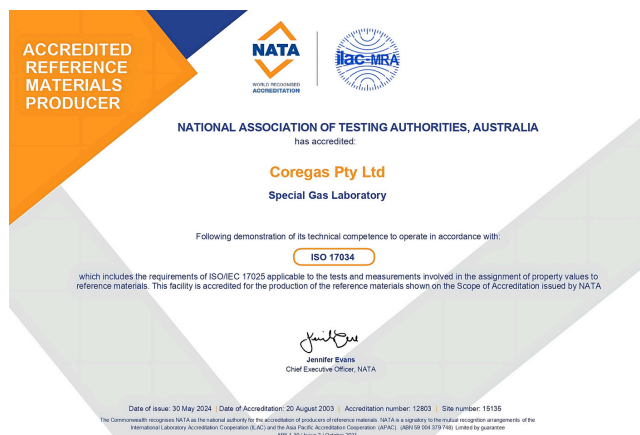 ACCREDITED
REFERENCE
MATERIALS
PRODUCER
NATA
WORLD RECOGNISED
ACCREDITATION
ilac-MRA
NATIONAL ASSOCIATION OF TESTING AUTHORITIES, AUSTRALIA
has accredited:
Coregas Pty Ltd
Special Gas Laboratory
Following demonstration of its technical competence to operate in accordance with:
ISO 17034
which includes the requirements of ISO/IEC 17025 applicable to the tests and measurements involved in the assignment of property values to
reference materials. This facility is accredited for the production of the reference materials shown on the Scope of Accreditation issued by NATA
Jennifer Evans
Chief Executive Officer, NATA
Date of issue: 30 May 2024 | Date of Accreditation: 20 August 2003 | Accreditation number: 12803 | Site number: 15135
The Commonwealth recognises NATA as the national authority for the accreditation of producers of reference materials. NATA is a signatory to the mutual recognition arrangements of the
International Laboratory Accreditation Cooperation (ILAC) and the Asia Pacific Accreditation Cooperation (APAC). (ABN 59 004 379 748) Limited by guarantee